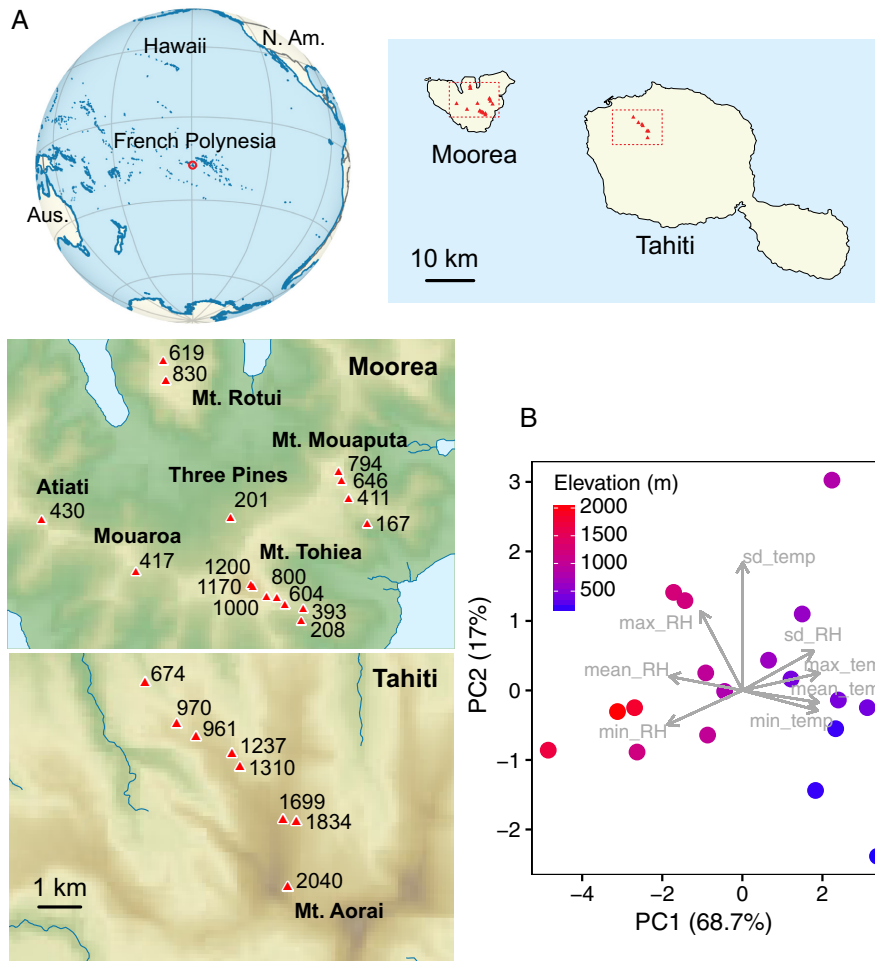 A
Hawaii
N. Am.
French Polynesia
Aus.
Moorea
Tahiti
10 km
619
830
Mt. Rotui
Moorea
Mt. Mouaputa
794
646
411
167
Three Pines
201
Atiati
430
Mouaroa
417
Mt. Tohiea
1200
1170
1000
800
604
393
208
Tahiti
674
970
961
1237
1310
1699
1834
2040
Mt. Aorai
1 km
B
Elevation (m)
2000
1500
1000
500
sd_temp
max_RH
sd_RH
mean_RH
max_tem
mean_tem
min_RH
min_temp
3
2
1
0
−1
−2
PC2 (17%)
−4
−2
0
2
PC1 (68.7%)